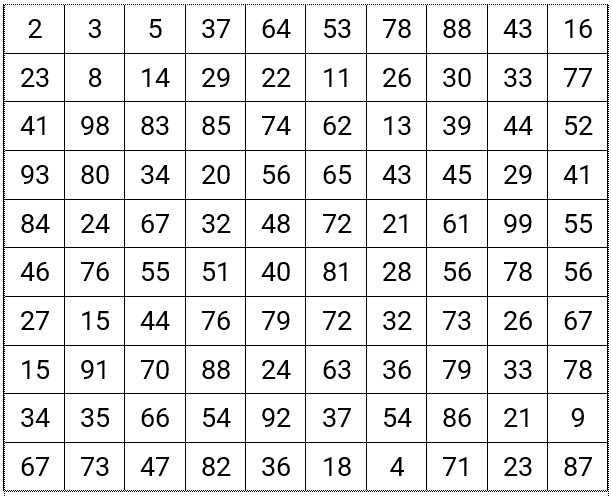 2 3 5 37 64 53 78 88 43 16
23 8 14 29 22 11 26 30 33 77
41 98 83 85 74 62 13 39 44 52
93 80 34 20 56 65 43 45 29 41
84 24 67 32 48 72 21 61 99 55
46 76 55 51 40 81 28 56 78 56
27 15 44 76 79 72 32 73 26 67
15 91 70 88 24 63 36 79 33 78
34 35 66 54 92 37 54 86 21 9
67 73 47 82 36 18 4 71 23 87